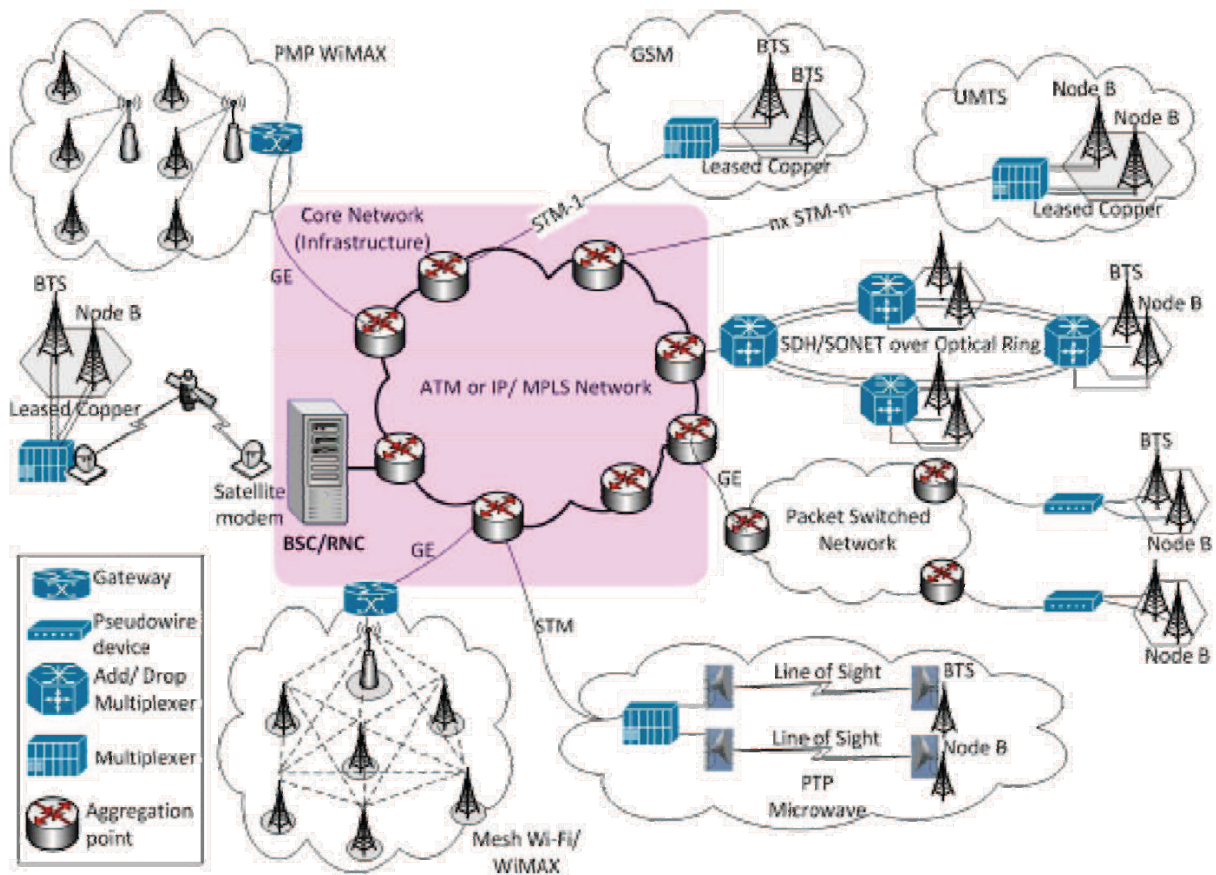 PMP WiMAX
GSM
BTS
BTS
Leased Copper
UMTS
Node B
Node B
Leased Copper
Core Network
(Infrastructure)
STM-1
nx STM-n
GE
BTS
Node B
Leased Copper
Satellite
modem
ATM or IP/ MPLS Network
BSC/RNC
SDH/SONET over Optical Ring
BTS
Node B
GE
Packet Switched
Network
BTS
Node B
Node B
GE
STM
Mesh Wi-Fi/
WiMAX
Line of Sight
BTS
Line of Sight
Node B
PTP
Microwave
Gateway
Pseudowire
device
Add/ Drop
Multiplexer
Multiplexer
Aggregation
point